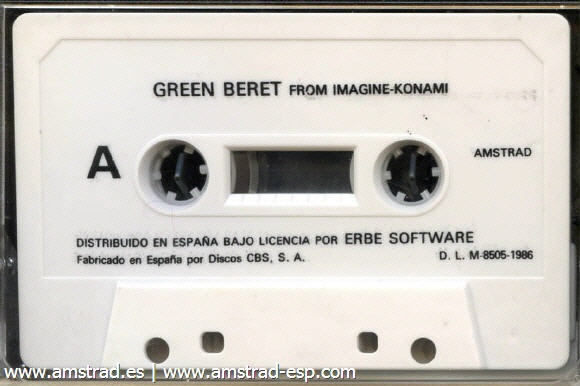 GREEN BERET FROM IMAGINE-KONAMI
A
AMSTRAD
DISTRIBUIDO EN ESPAÑA BAJO LICENCIA POR ERBE SOFTWARE
Fabricado en España por Discos CBS, S. A. D. L. M-8505-1986
www.amstrad.es | www.amstrad-esp.com